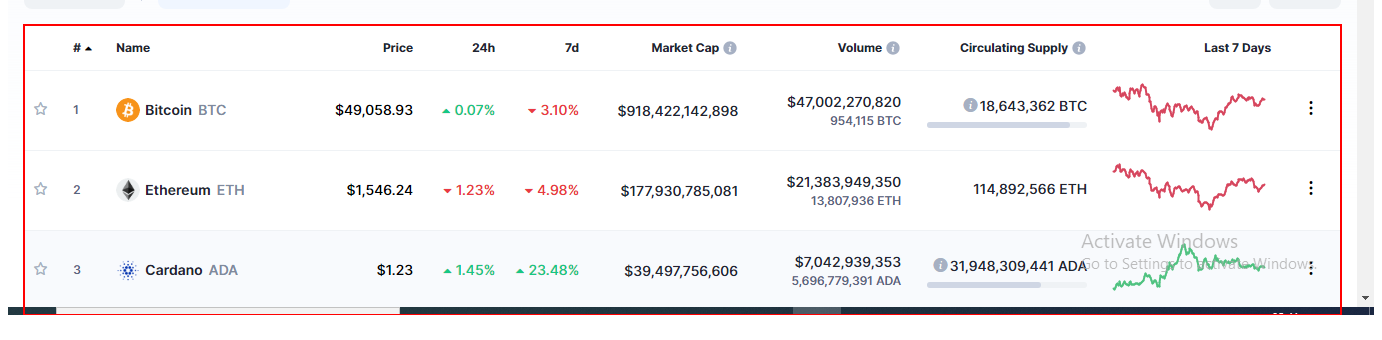 # Name Price 24h 7d Market Cap Volume Circulating Supply Last 7 Days
1 Bitcoin BTC $49,058.93 0.07% 3.10% $918,422,142,898 $47,002,270,820 18,643,362 BTC
954,115 BTC
2 Ethereum ETH $1,546.24 1.23% 4.98% $177,930,785,081 $21,383,949,350 114,892,566 ETH
13,807,936 ETH
Activate Windows
3 Cardano ADA $1.23 1.45% 23.48% $39,497,756,606 $7,042,939,353 31,948,309,441 ADA
Go to Settings to activate Windows.
5,696,779,391 ADA